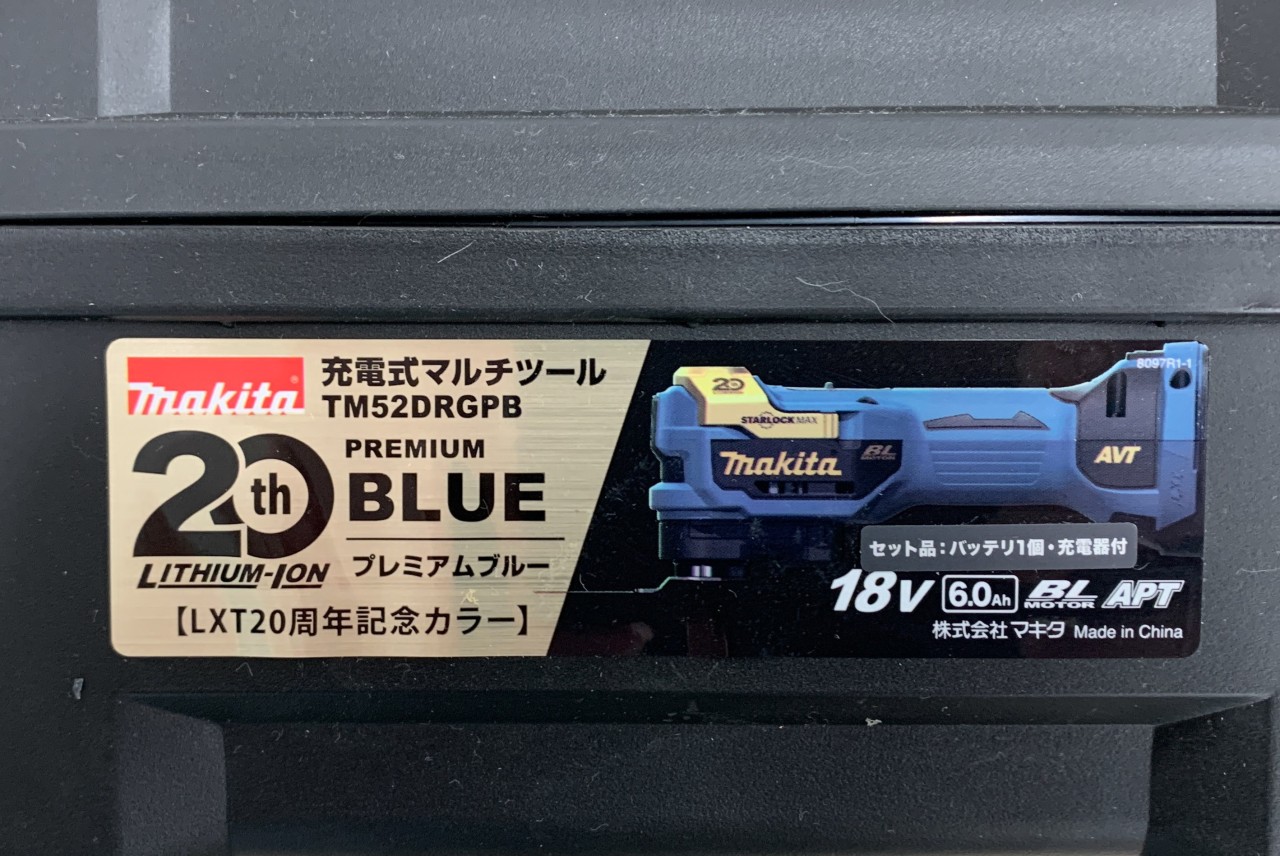 makita
充電式マルチツール
TM52DRGPB
20th
LITHIUM-ION
PREMIUM
BLUE
プレミアムブルー
【LXT20周年記念カラー】
8097R1-1
20
STARLOCK MAX
makita
BL
MOTOR
AVT
LXT
セット品：バッテリ1個・充電器付
18V 6.0Ah BL MOTOR APT
株式会社マキタ Made in China